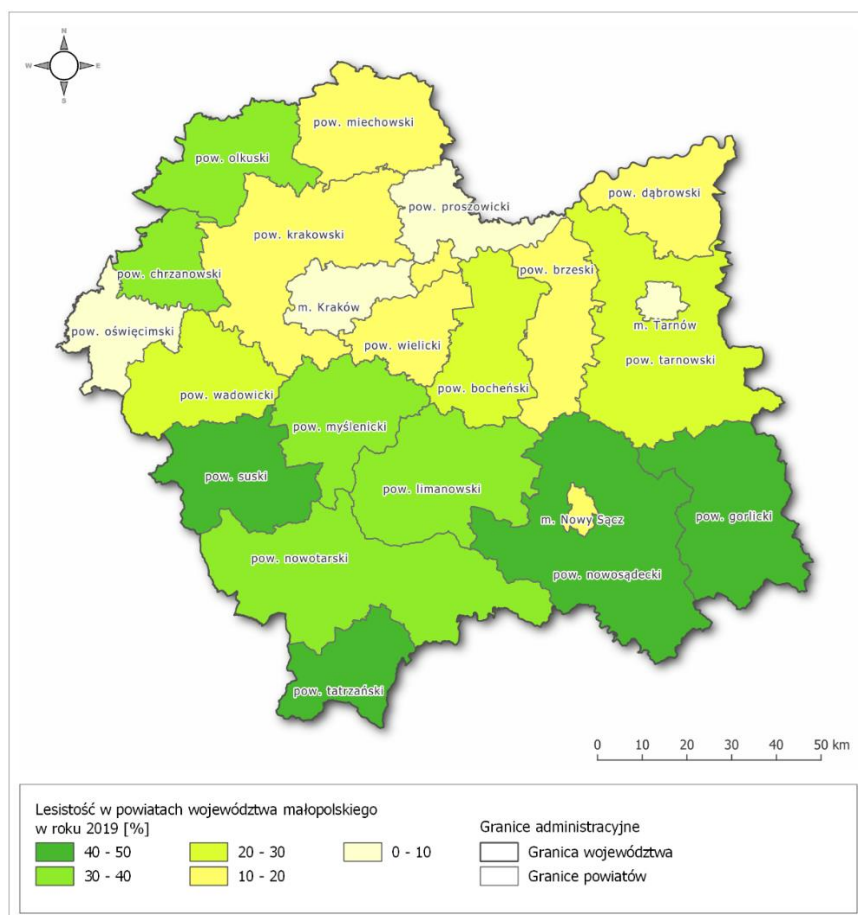 N
W E
S
pow. miechowski
pow. olkuski
pow. dąbrowski
pow. proszowicki
pow. krakowski
pow. chrzanowski
pow. brzeski
m. Kraków
pow. oświęcimski
m. Tarnów
pow. wielicki
pow. tarnowski
pow. wadowicki
pow. bocheński
pow. myślenicki
pow. suski
pow. limanowski
m. Nowy Sącz
pow. gorlicki
pow. nowotarski
pow. nowosądecki
pow. tatrzański
0 10 20 30 40 50 km
Lesistość w powiatach województwa małopolskiego
w roku 2019 [%]
40 - 50
30 - 40
20 - 30
10 - 20
0 - 10
Granice administracyjne
Granica województwa
Granice powiatów